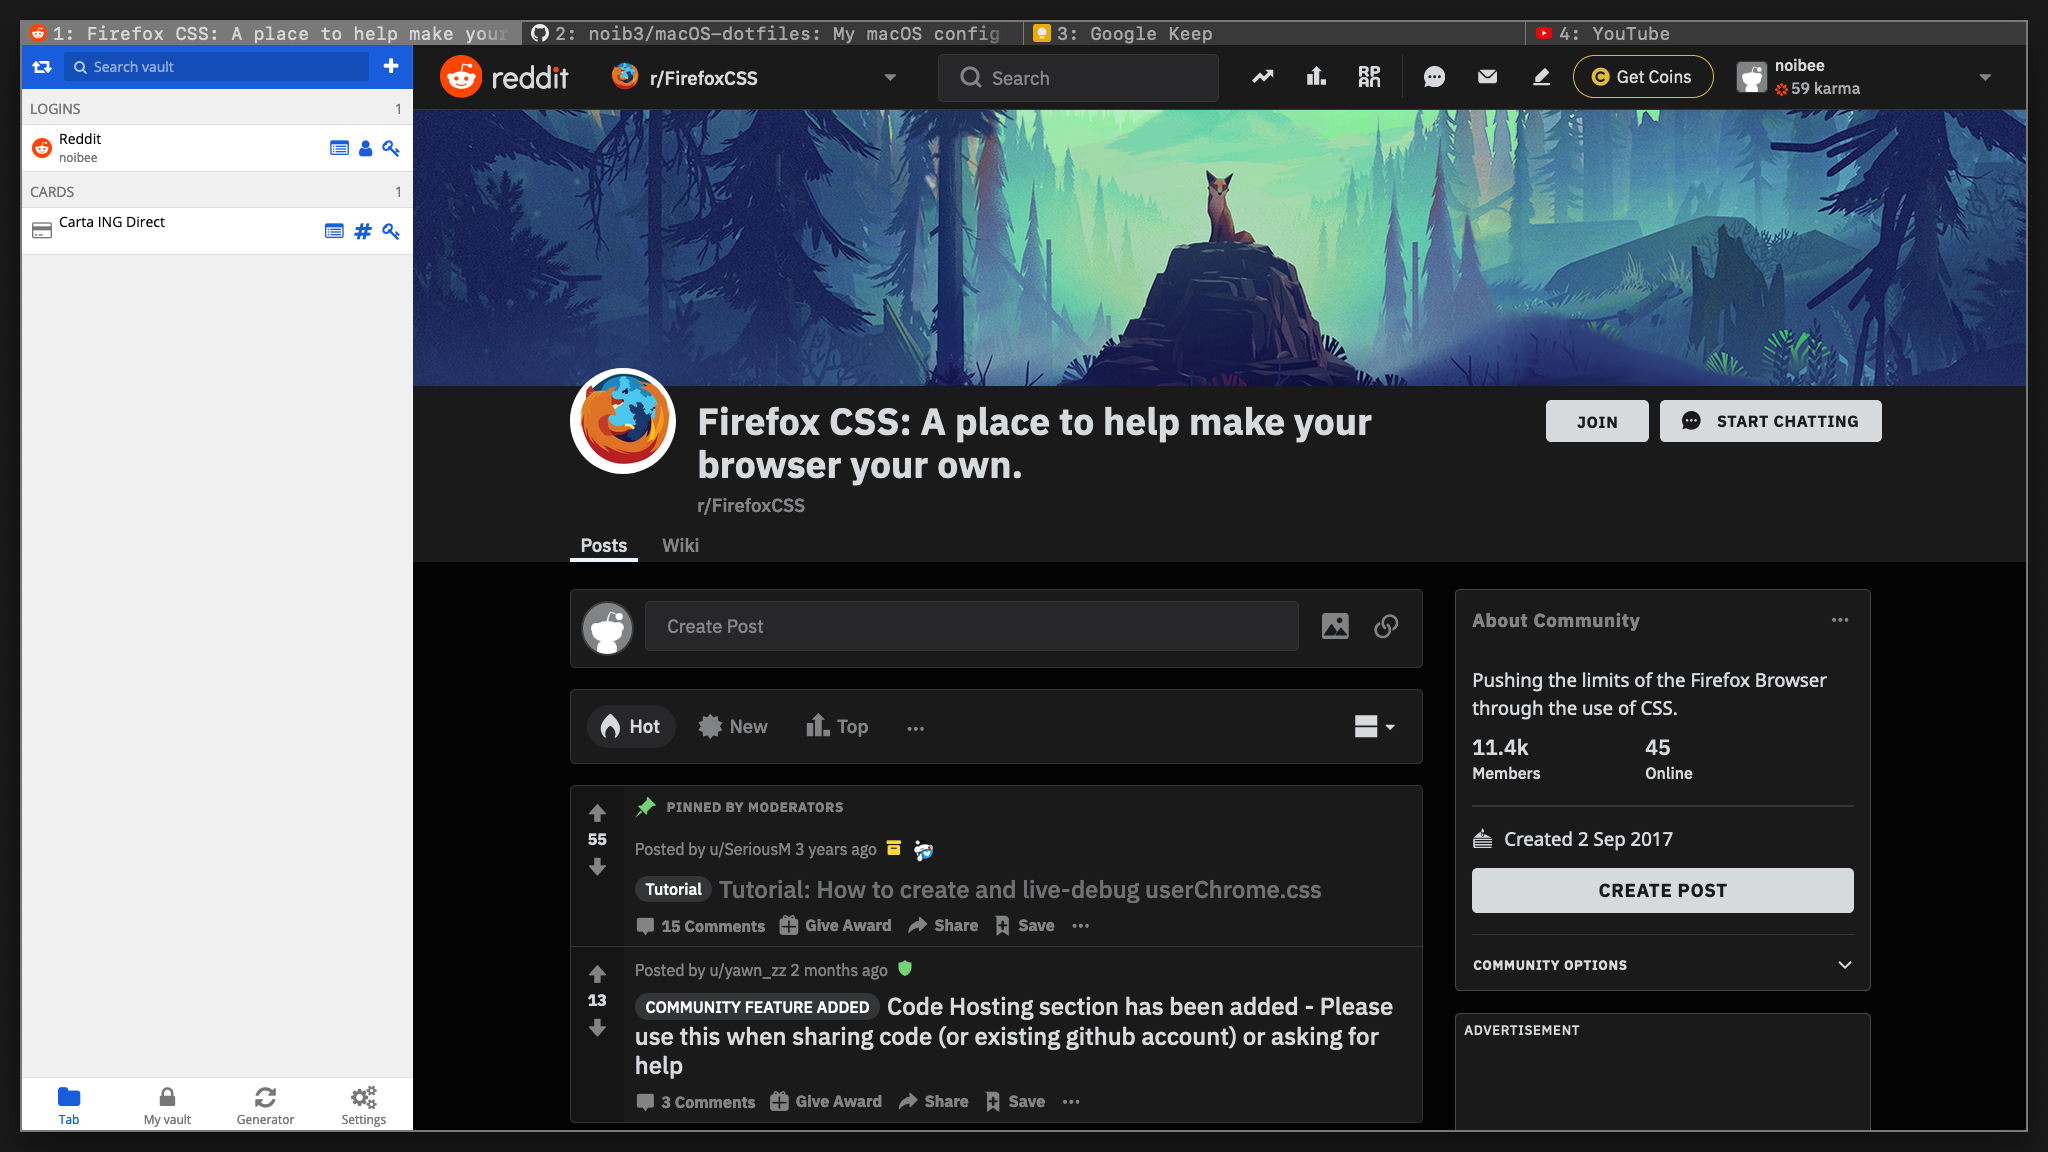 1: Firefox CSS: A place to help make your
2: noib3/macOS-dotfiles: My macOS config
3: Google Keep
4: YouTube
Search vault
LOGINS 1
Reddit
noibee
CARDS 1
Carta ING Direct
Tab
My vault
Generator
Settings
reddit
r/FirefoxCSS
Search
RPAN
Get Coins
noibee
59 karma
Firefox CSS: A place to help make your
browser your own.
r/FirefoxCSS
JOIN
START CHATTING
Posts
Wiki
Create Post
Hot
New
Top
55
PINNED BY MODERATORS
Posted by u/SeriousM 3 years ago
Tutorial Tutorial: How to create and live-debug userChrome.css
15 Comments Give Award Share Save
13
Posted by u/yawn_zz 2 months ago
COMMUNITY FEATURE ADDED Code Hosting section has been added - Please
use this when sharing code (or existing github account) or asking for
help
3 Comments Give Award Share Save
About Community
Pushing the limits of the Firefox Browser
through the use of CSS.
11.4k 45
Members Online
Created 2 Sep 2017
CREATE POST
COMMUNITY OPTIONS
ADVERTISEMENT